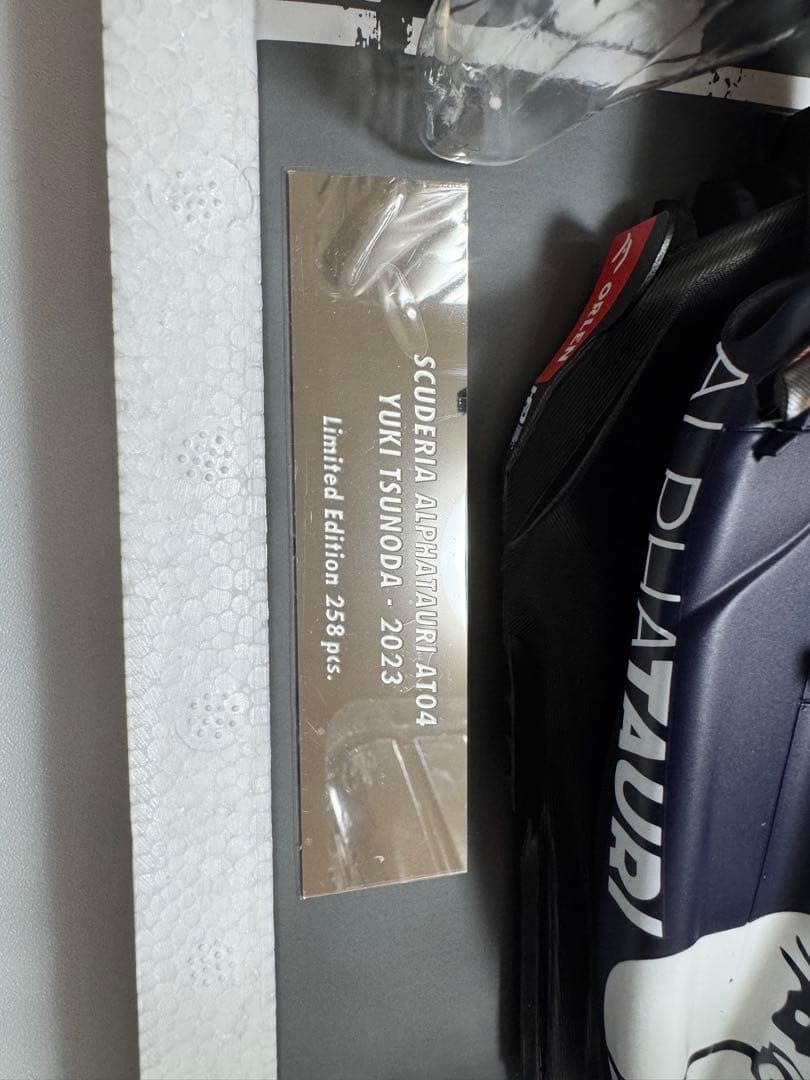 SCUDERIA ALPHATAURI AT04
YUKI TSUNODA - 2023
Limited Edition 258 pcs.
ORLEN
ALPHATAURI